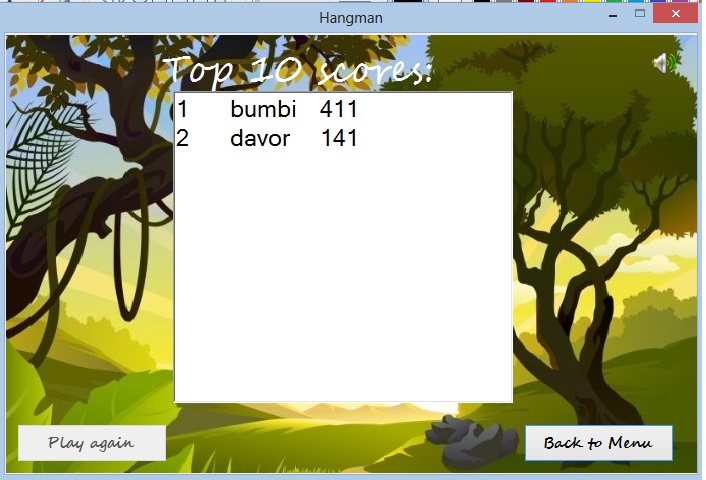 Hangman
Top 10 scores:
1 bumbi 411
2 davor 141
Play again
Back to Menu